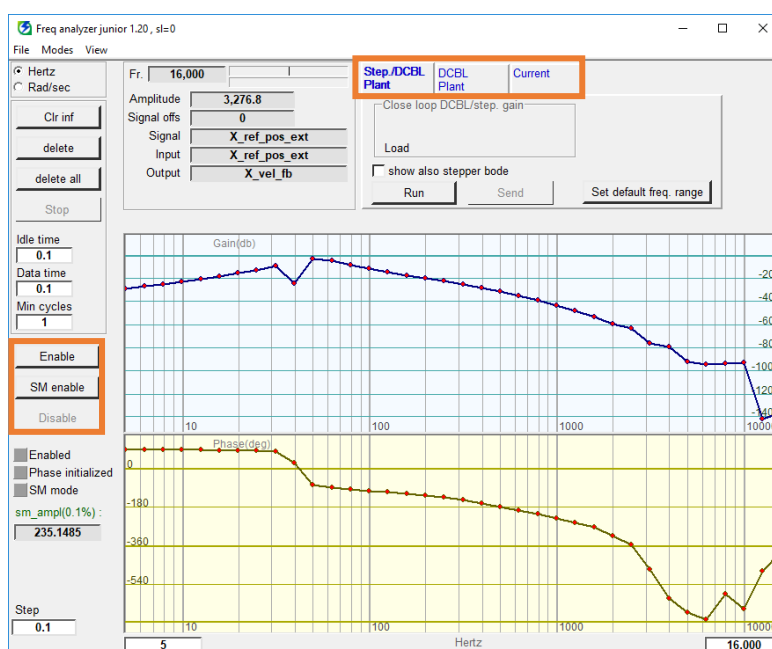 Freq analyzer junior 1.20 , sl=0
File Modes View
Hertz
Rad/sec
Clr inf
delete
delete all
Stop
Idle time
0.1
Data time
0.1
Min cycles
1
Enable
SM enable
Disable
Enabled
Phase initialized
SM mode
sm_ampl(0.1%) :
235.1485
Step
0.1
Fr. 16,000
Amplitude 3,276.8
Signal offs 0
Signal X_ref_pos_ext
Input X_ref_pos_ext
Output X_vel_fb
Step./DCBL Plant
DCBL Plant
Current
Close loop DCBL/step. gain
Load
show also stepper bode
Run Send Set default freq. range
Gain(db)
-20
-40
-60
-80
-100
-120
-140
10 100 1000 10000
Phase(deg)
0
-180
-360
-540
10 100 1000 10000
5 Hertz 16,000